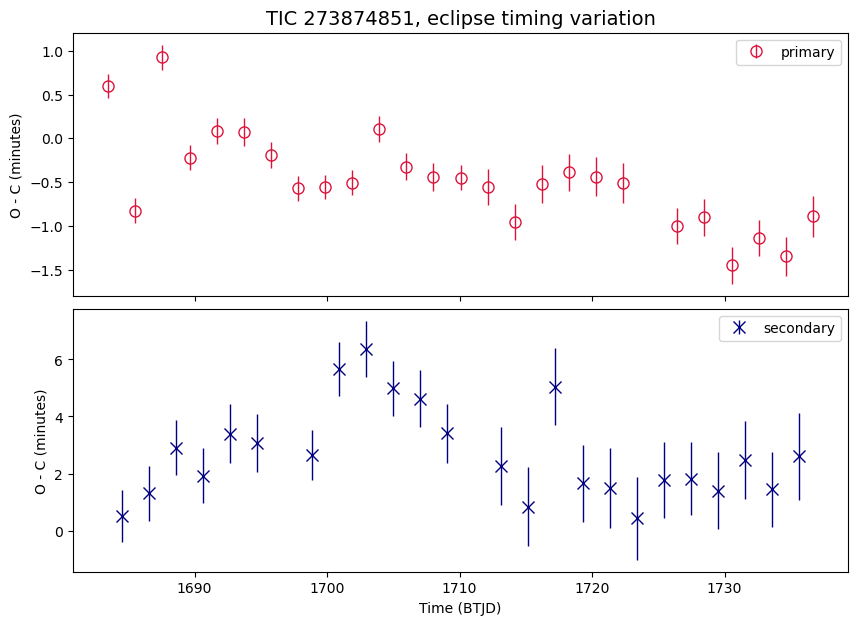 TIC 273874851, eclipse timing variation
primary
1.0
0.5
0.0
−0.5
−1.0
−1.5
O - C (minutes)
secondary
6
4
2
0
O - C (minutes)
1690 1700 1710 1720 1730
Time (BTJD)